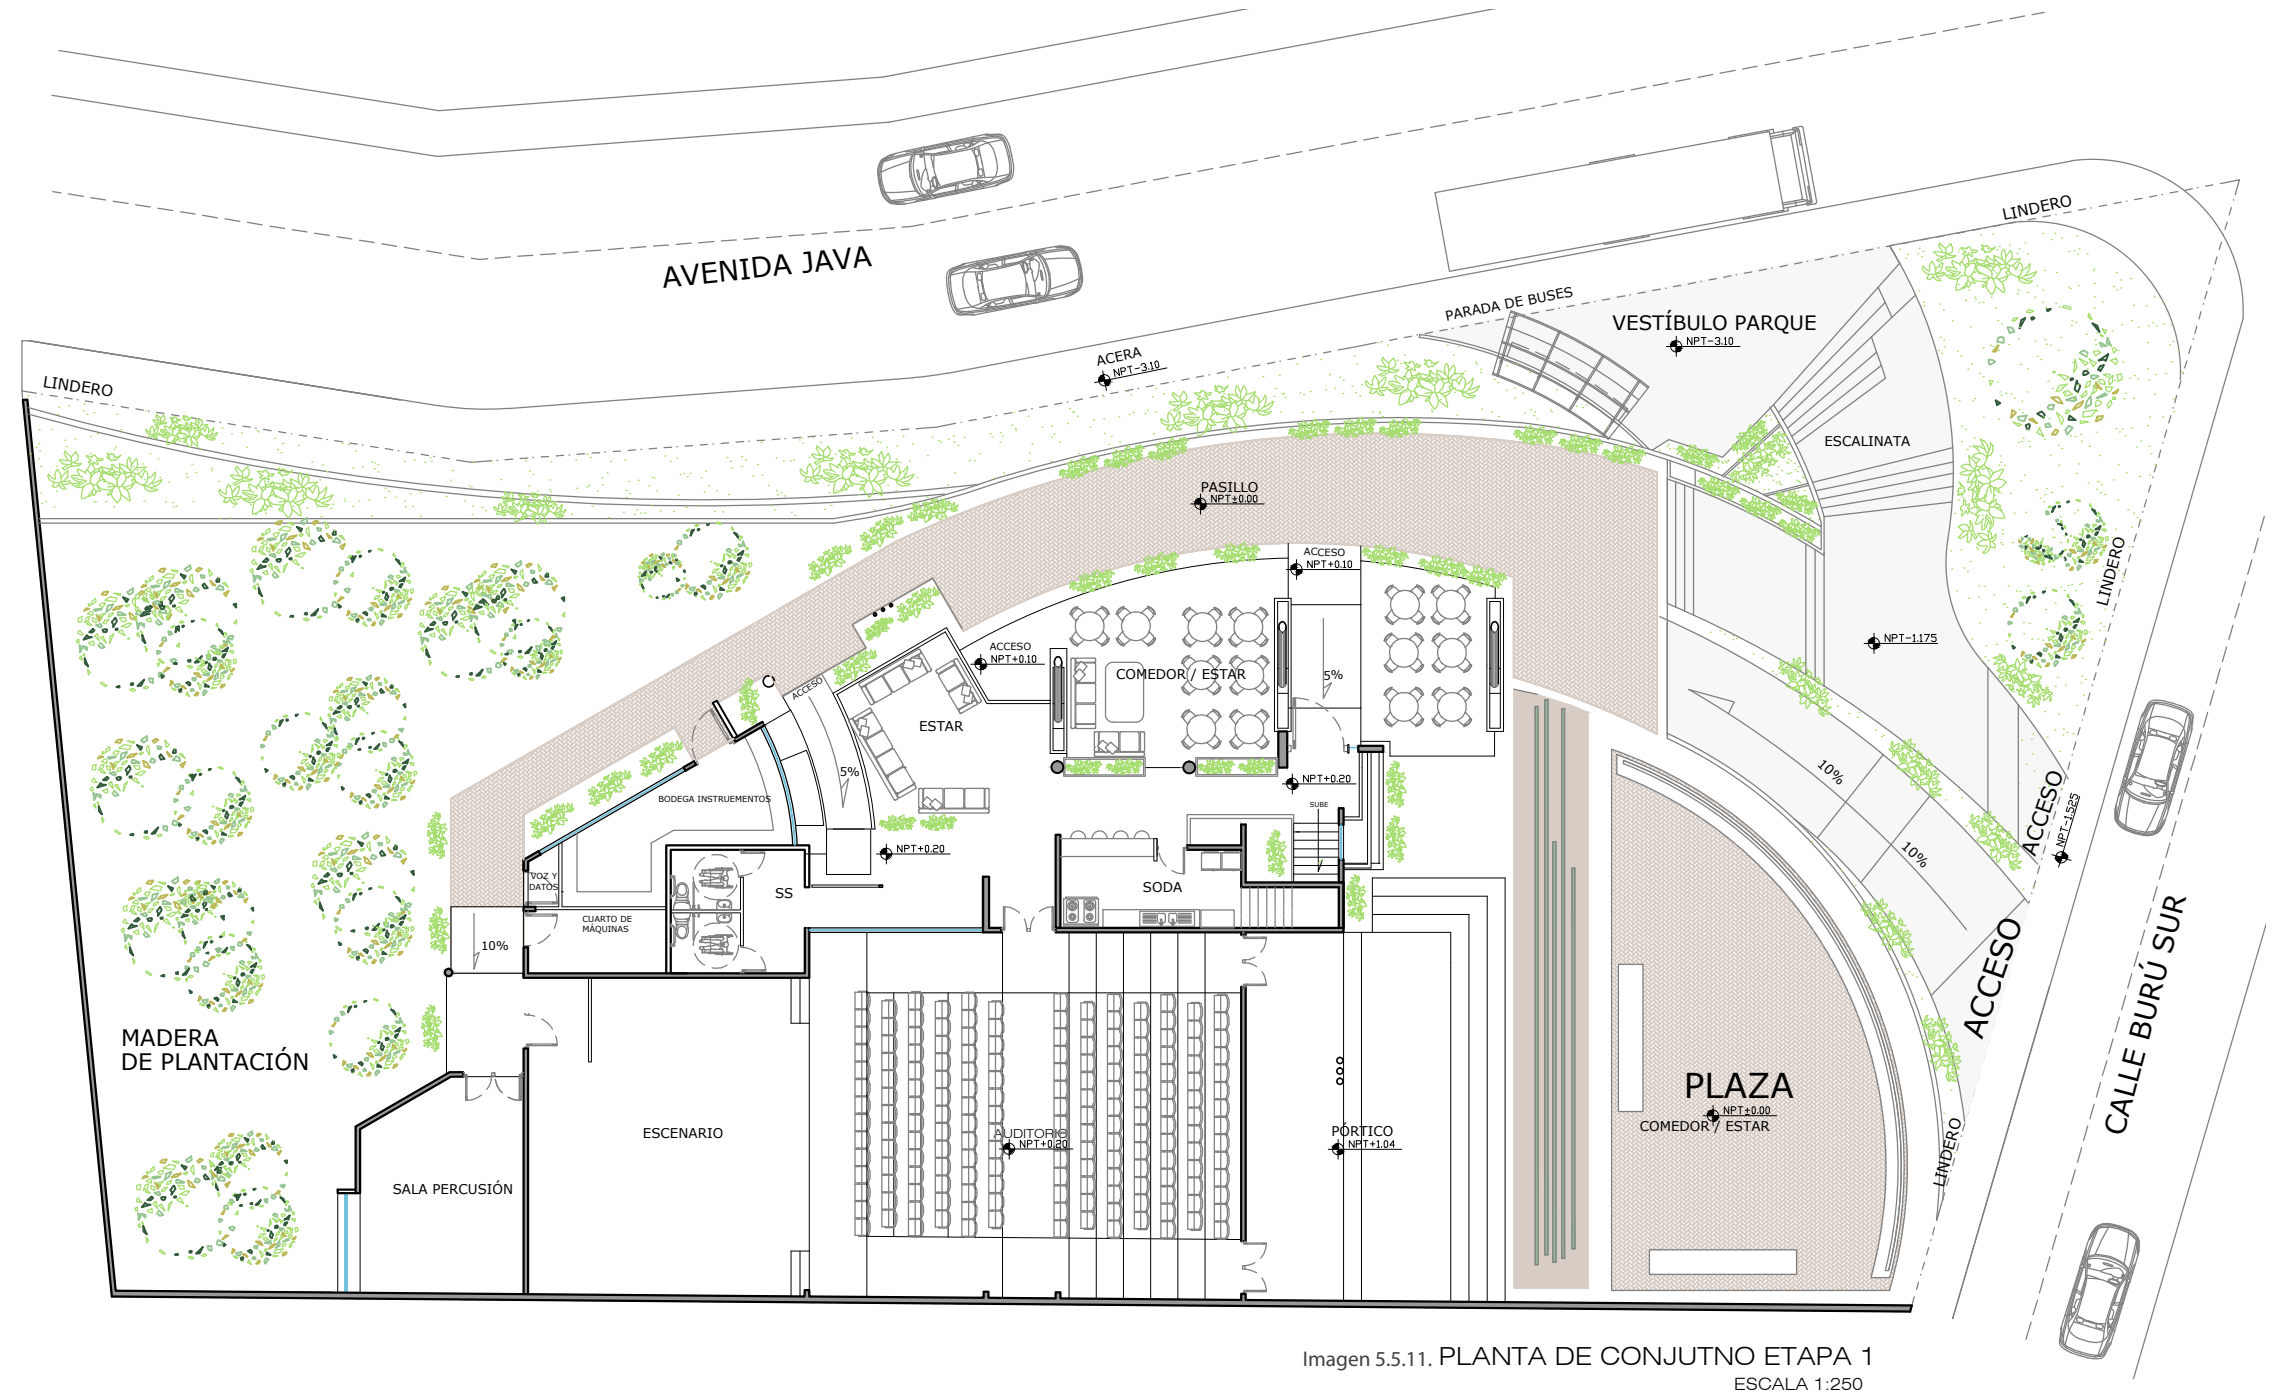 AVENIDA JAVA
LINDERO
PARADA DE BUSES
VESTÍBULO PARQUE
NPT-3.10
ACERA
NPT-3.10
LINDERO
ESCALINATA
PASILLO
NPT±0.00
ACCESO
NPT+0.10
LINDERO
NPT-1.175
ACCESO
NPT+0.10
COMEDOR / ESTAR
5%
ACCESO
ESTAR
5%
10%
10%
NPT+0.20
ACCESO
NPT-1.525
BODEGA INSTRUEMENTOS
SUBE
NPT+0.20
VOZ Y
DATOS
SS
SODA
CUARTO DE
MÁQUINAS
10%
ACCESO
CALLE BURÚ SUR
MADERA
DE PLANTACIÓN
PLAZA
NPT±0.00
COMEDOR / ESTAR
ESCENARIO
AUDITORIO
NPT+0.20
PÓRTICO
NPT+1.04
LINDERO
SALA PERCUSIÓN
Imagen 5.5.11. PLANTA DE CONJUTNO ETAPA 1
ESCALA 1:250